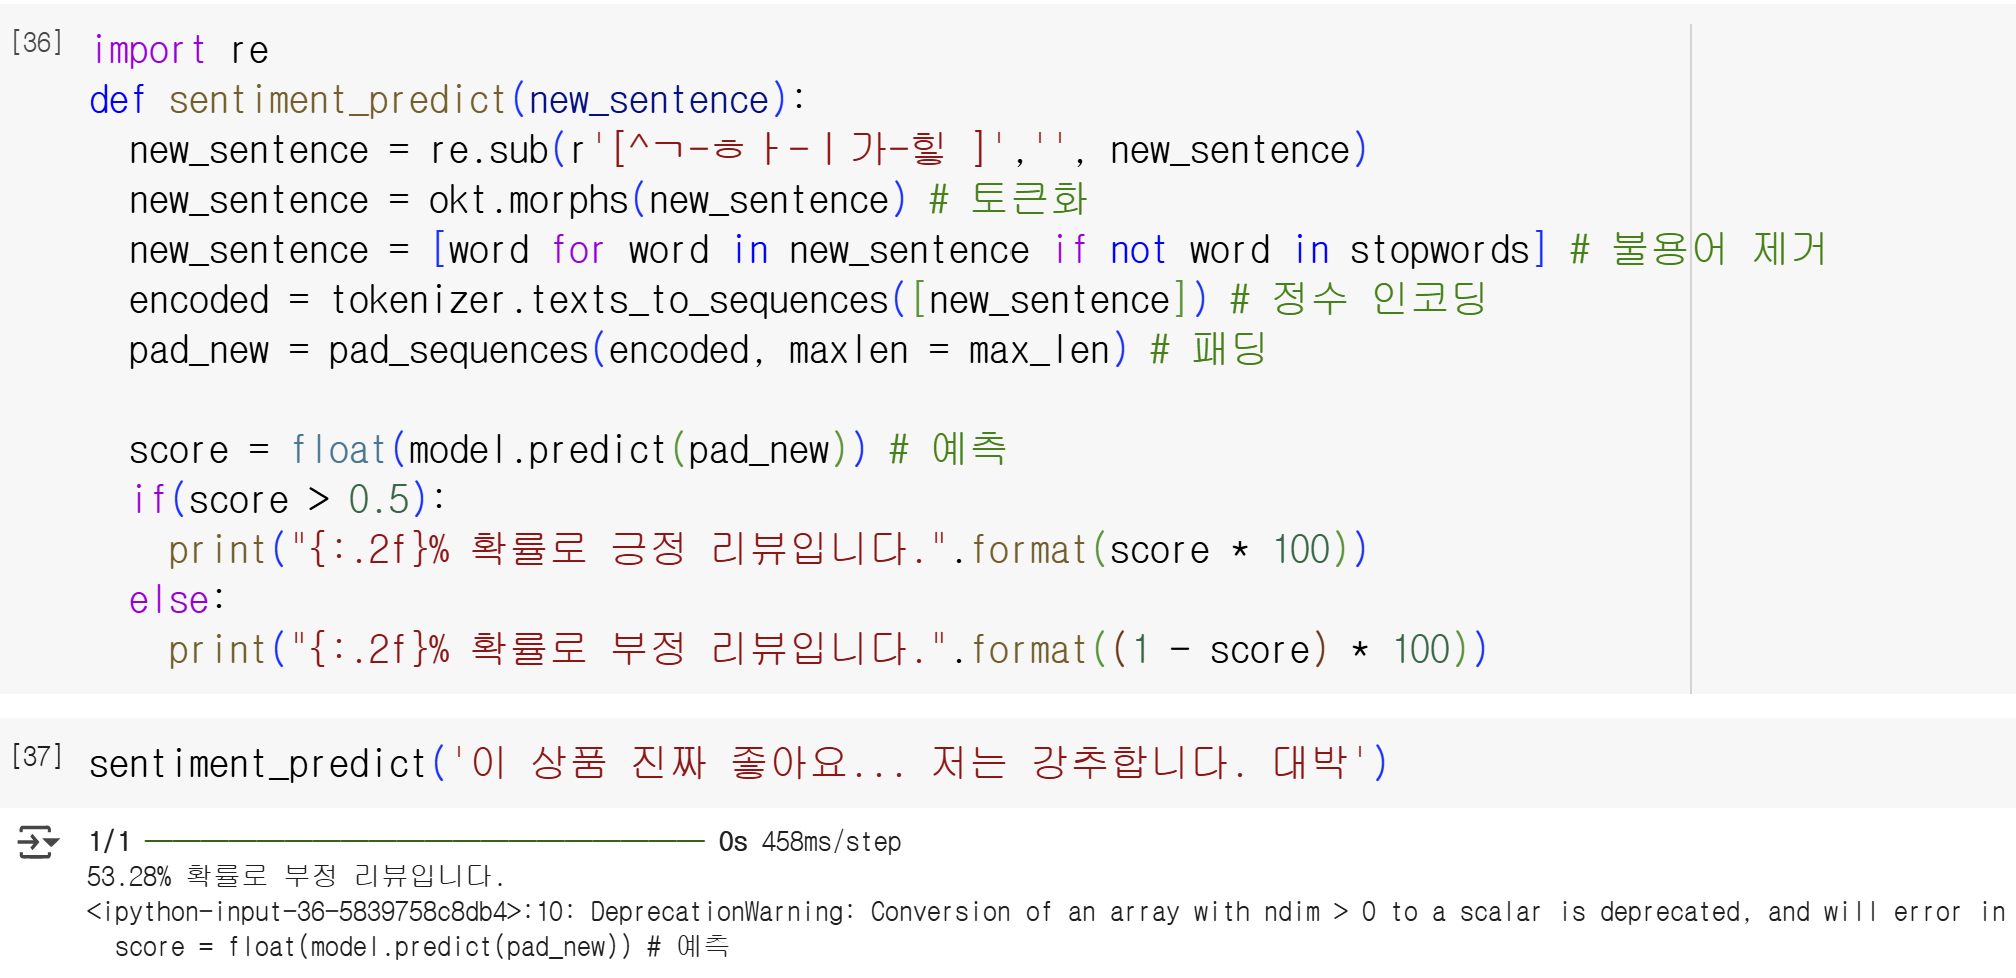 [36] import re
def sentiment_predict(new_sentence):
  new_sentence = re.sub(r'[^ㄱ-ㅎㅏ-ㅣ가-힣 ]','', new_sentence)
  new_sentence = okt.morphs(new_sentence) # 토큰화
  new_sentence = [word for word in new_sentence if not word in stopwords] # 불용어 제거
  encoded = tokenizer.texts_to_sequences([new_sentence]) # 정수 인코딩
  pad_new = pad_sequences(encoded, maxlen = max_len) # 패딩
  score = float(model.predict(pad_new)) # 예측
  if(score > 0.5):
    print("{:.2f}% 확률로 긍정 리뷰입니다.".format(score * 100))
  else:
    print("{:.2f}% 확률로 부정 리뷰입니다.".format((1 - score) * 100))
[37] sentiment_predict('이 상품 진짜 좋아요... 저는 강추합니다. 대박')
1/1 ━━━━━━━━━━━━━━━━━━━━ 0s 458ms/step
53.28% 확률로 부정 리뷰입니다.
<ipython-input-36-5839758c8db4>:10: DeprecationWarning: Conversion of an array with ndim > 0 to a scalar is deprecated, and will error in
  score = float(model.predict(pad_new)) # 예측